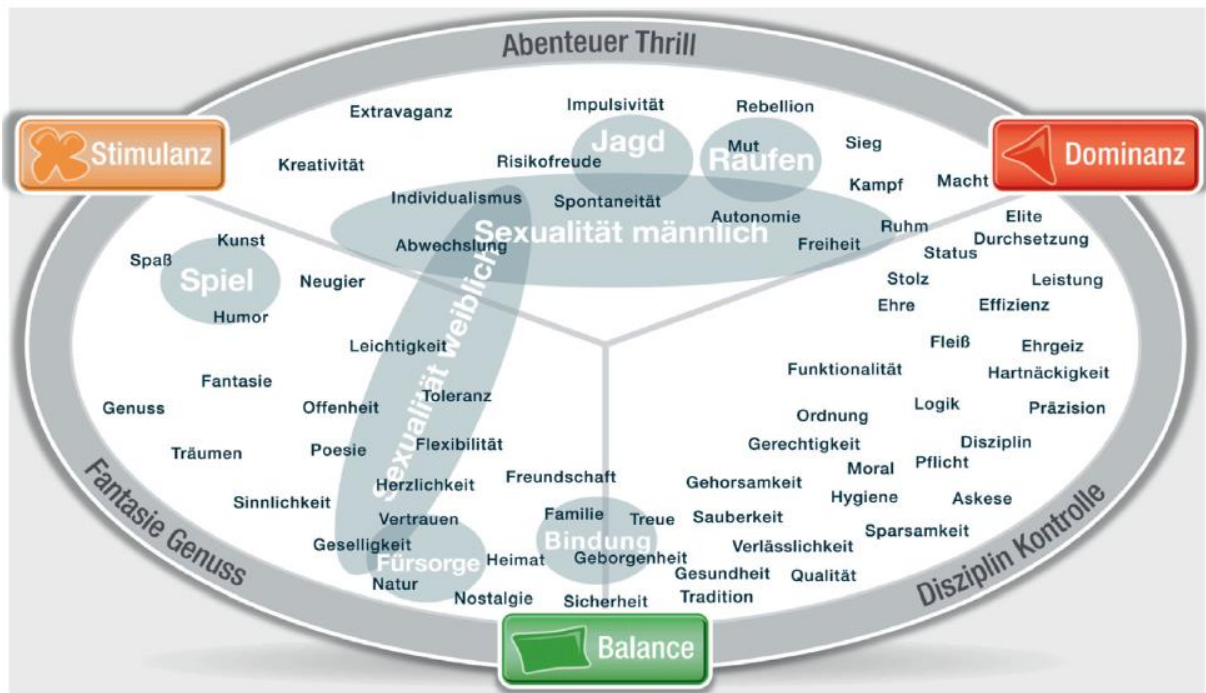 Abenteuer Thrill
Extravaganz
Impulsivität
Rebellion
Stimulanz
Jagd
Mut
Raufen
Sieg
Dominanz
Kreativität
Risikofreude
Kampf
Macht
Individualismus
Spontaneität
Autonomie
Ruhm
Elite
Sexualität männlich
Abwechslung
Freiheit
Status
Durchsetzung
Kunst
Spaß
Spiel
Neugier
Humor
Stolz
Leistung
Ehre
Effizienz
Leichtigkeit
Sexualität weiblich
Fleiß
Ehrgeiz
Funktionalität
Hartnäckigkeit
Fantasie
Genuss
Offenheit
Toleranz
Ordnung
Logik
Präzision
Träumen
Poesie
Flexibilität
Gerechtigkeit
Disziplin
Moral
Pflicht
Sinnlichkeit
Herzlichkeit
Freundschaft
Gehorsamkeit
Hygiene
Askese
Vertrauen
Familie
Treue
Sauberkeit
Sparsamkeit
Geselligkeit
Fürsorge
Heimat
Bindung
Geborgenheit
Verlässlichkeit
Natur
Gesundheit
Qualität
Nostalgie
Sicherheit
Tradition
Fantasie Genuss
Disziplin Kontrolle
Balance